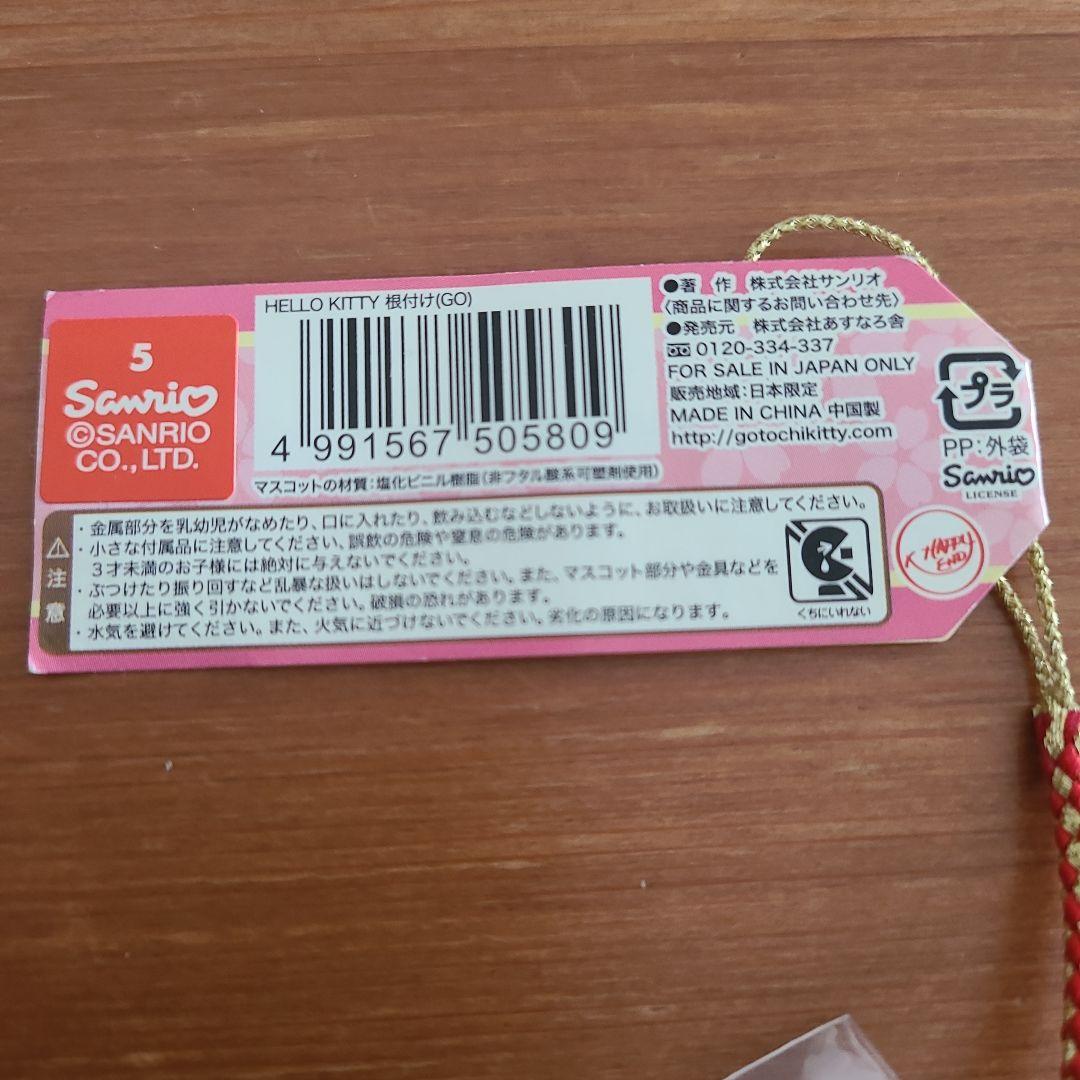 5
Sanrio
©SANRIO
CO., LTD.
HELLO KITTY 根付け(GO)
4 991567 505809
マスコットの材質:塩化ビニル樹脂(非フタル酸系可塑剤使用)
●著 作 株式会社サンリオ
〈商品に関するお問い合わせ先〉
●発売元 株式会社あすなろ舎
0120-334-337
FOR SALE IN JAPAN ONLY
販売地域:日本限定
MADE IN CHINA 中国製
http://gotochikitty.com
プラ
PP:外袋
Sanrio
LICENSE
HAPPY
END
注意
・金属部分を乳幼児がなめたり、口に入れたり、飲み込むなどしないように、お取扱いに注意してください。
・小さな付属品に注意してください、誤飲の危険や窒息の危険があります。
3才未満のお子様には絶対に与えないでください。
・ぶつけたり振り回すなど乱暴な扱いはしないでください。また、マスコット部分や金具などを
必要以上に強く引かないでください。破損の恐れがあります。
・水気を避けてください。また、火気に近づけないでください。劣化の原因になります。
くちにいれない